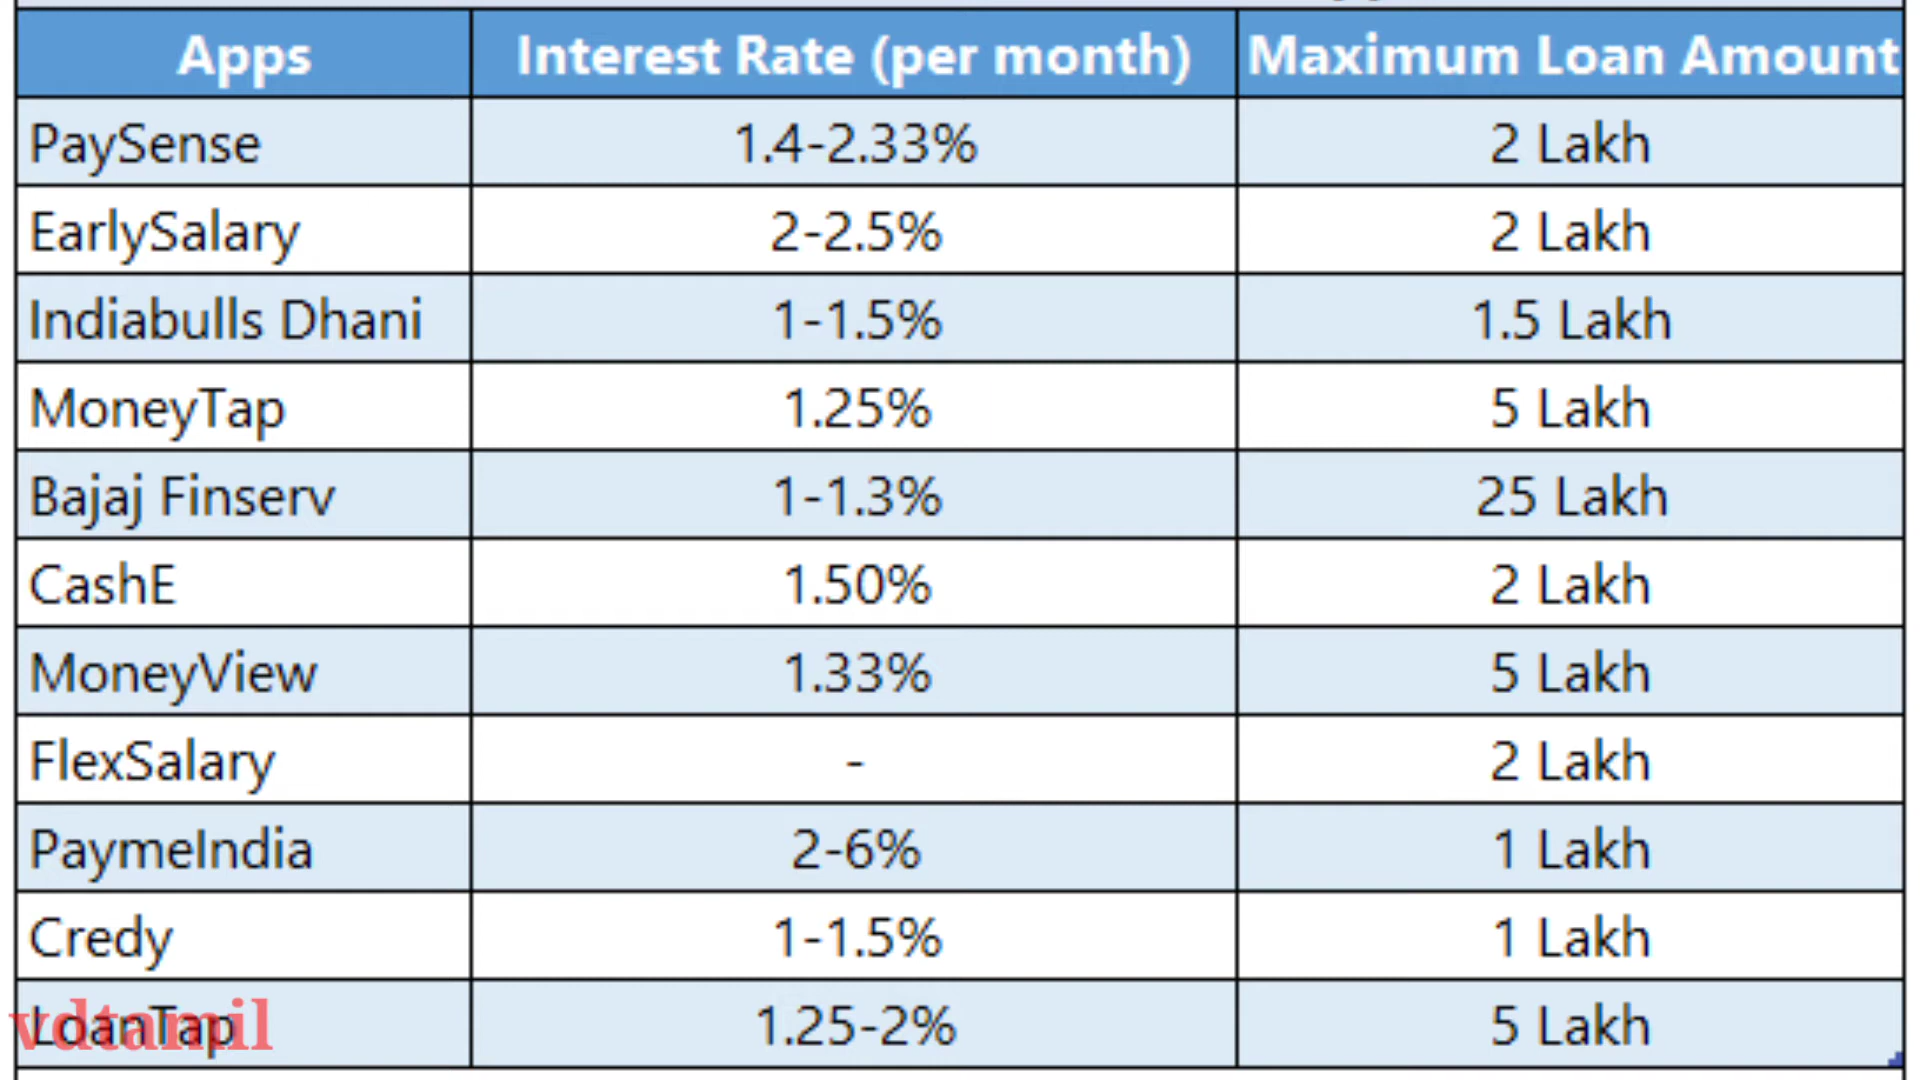 Apps Interest Rate (per month) Maximum Loan Amount
PaySense 1.4-2.33% 2 Lakh
EarlySalary 2-2.5% 2 Lakh
Indiabulls Dhani 1-1.5% 1.5 Lakh
MoneyTap 1.25% 5 Lakh
Bajaj Finserv 1-1.3% 25 Lakh
CashE 1.50% 2 Lakh
MoneyView 1.33% 5 Lakh
FlexSalary - 2 Lakh
PaymeIndia 2-6% 1 Lakh
Credy 1-1.5% 1 Lakh
LoanTap 1.25-2% 5 Lakh
vdtamil